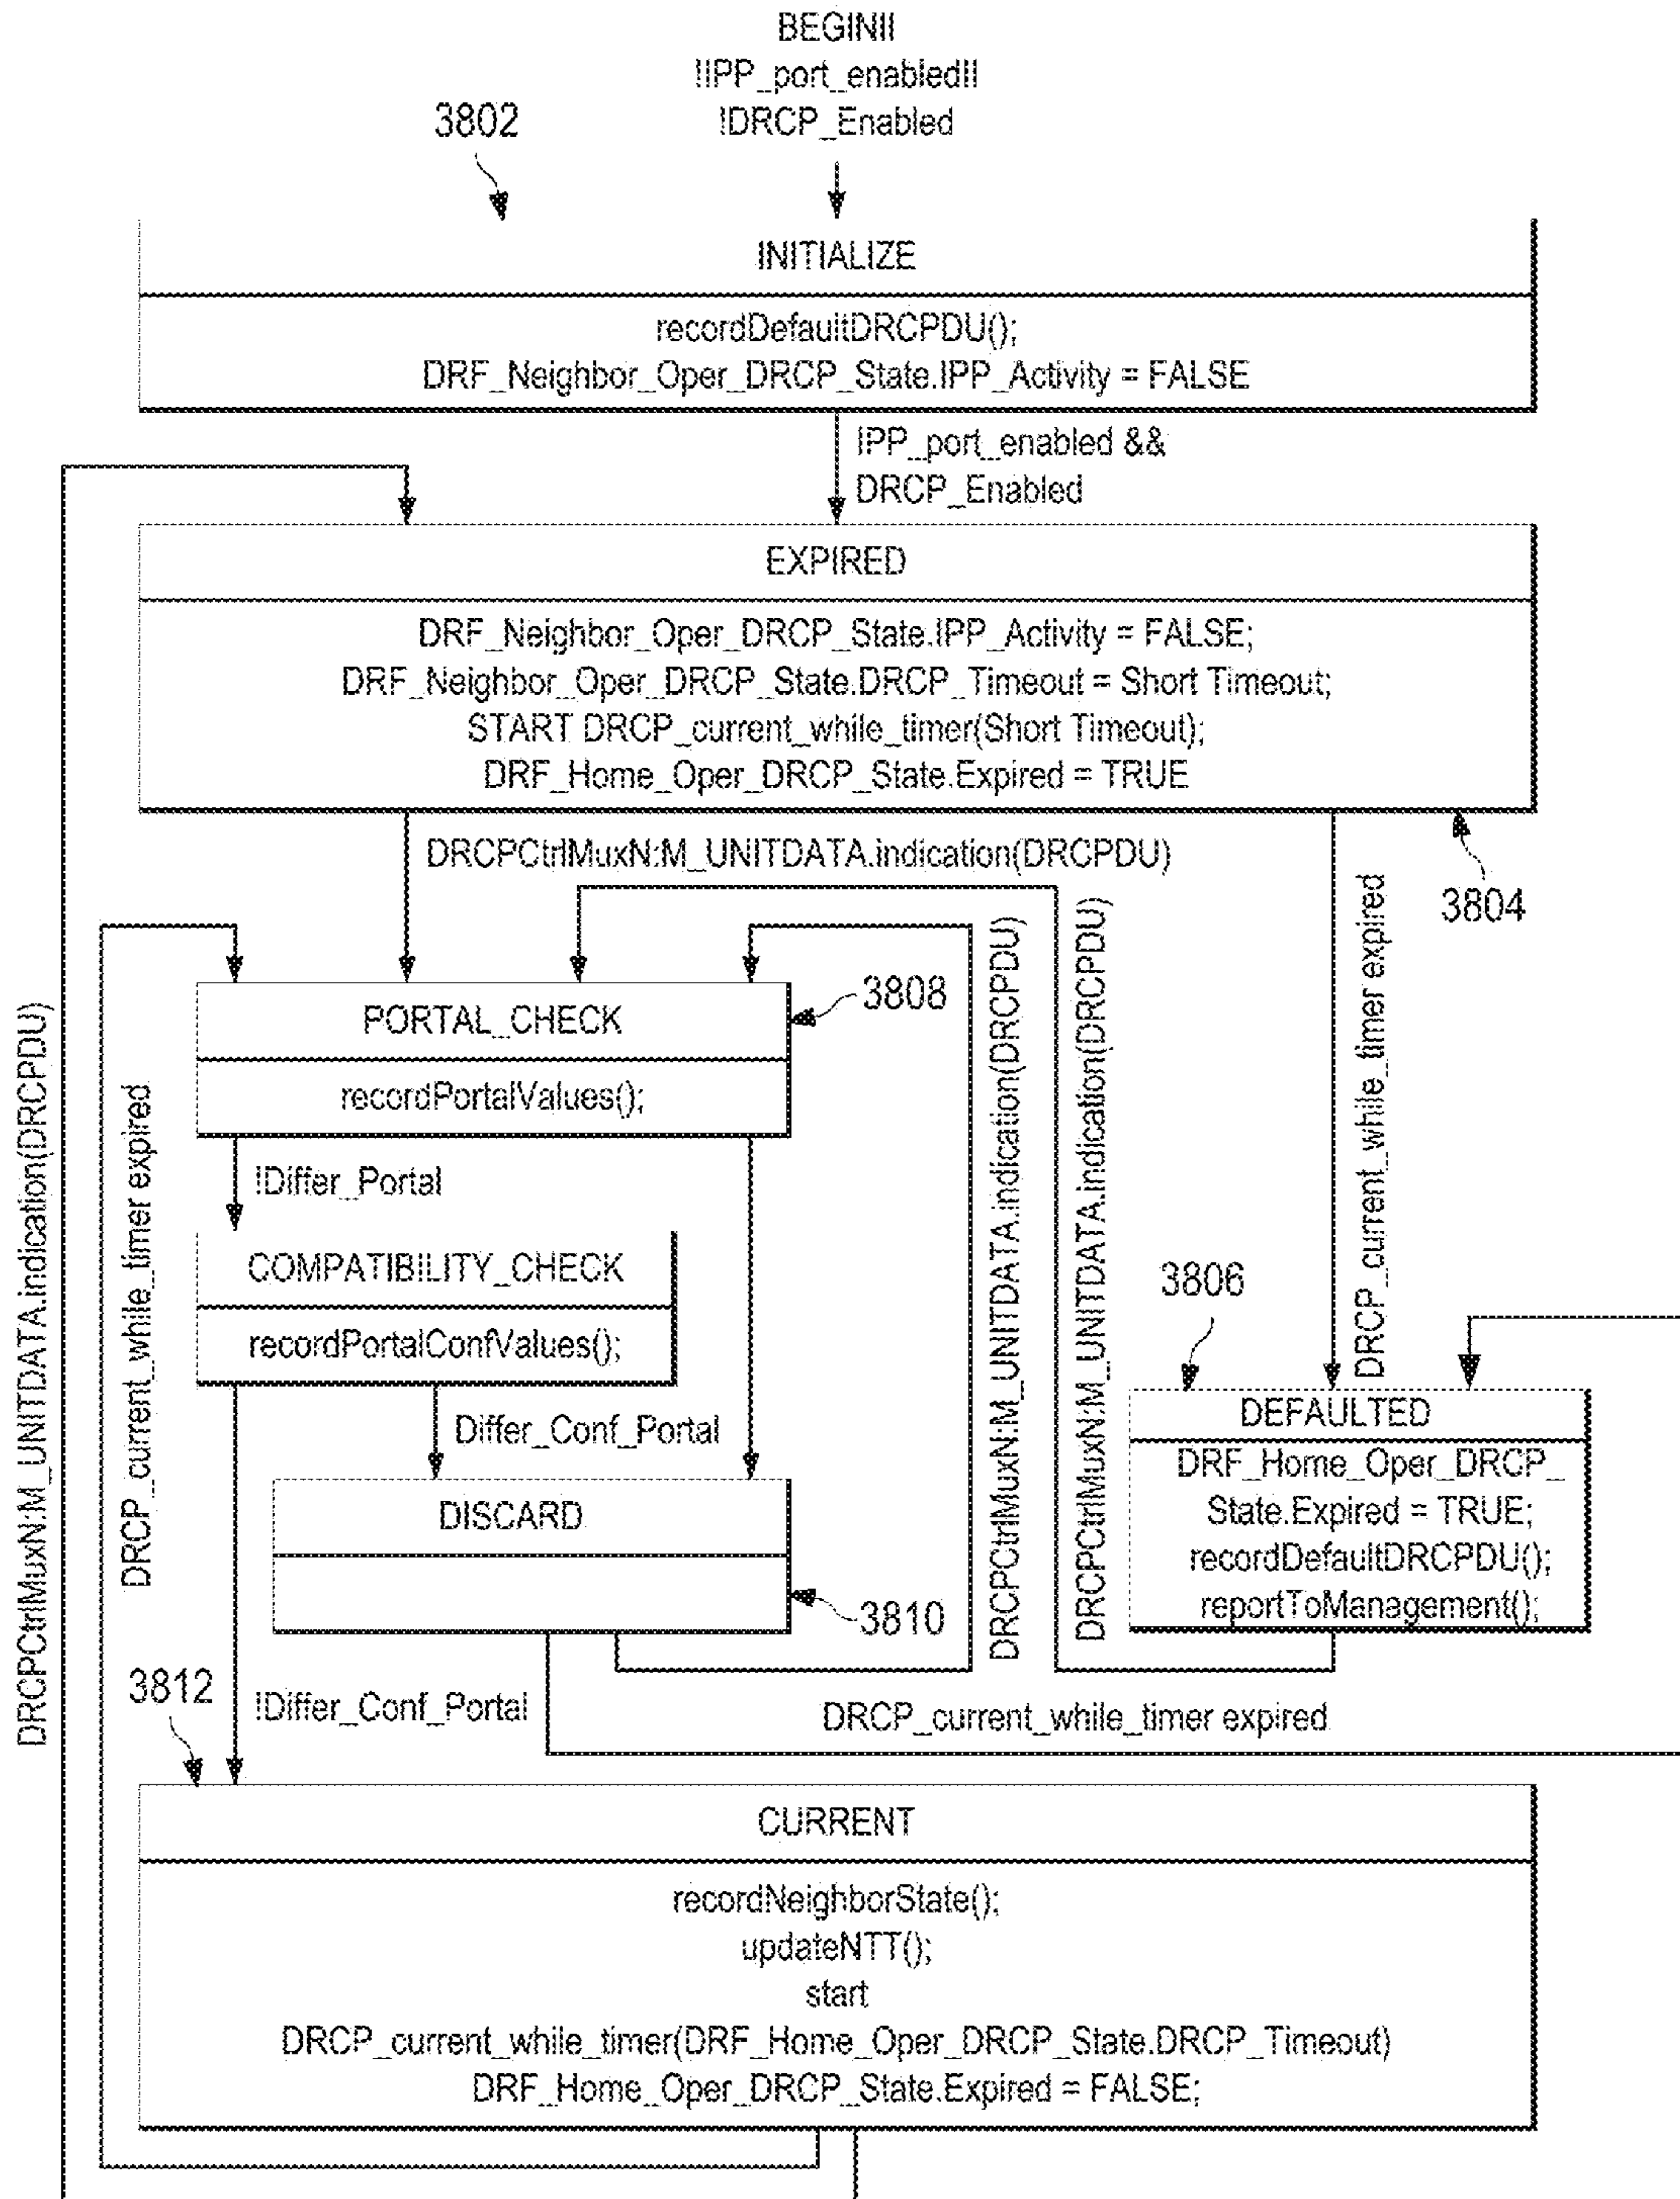 BEGINII
!IPP_port_enabledII
!DRCP_Enabled
3802
INITIALIZE
recordDefaultDRCPDU();
DRF_Neighbor_Oper_DRCP_State.IPP_Activity = FALSE
IPP_port_enabled &&
DRCP_Enabled
EXPIRED
DRF_Neighbor_Oper_DRCP_State.IPP_Activity = FALSE;
DRF_Neighbor_Oper_DRCP_State.DRCP_Timeout = Short Timeout;
START DRCP_current_while_timer(Short Timeout);
DRF_Home_Oper_DRCP_State.Expired = TRUE
DRCPCtrlMuxN:M_UNITDATA.indication(DRCPDU)
3804
DRCPCtrlMuxN:M_UNITDATA.indication(DRCPDU)
DRCP_current_while_timer expired
PORTAL_CHECK
3808
recordPortalValues();
DRCPCtrlMuxN:M_UNITDATA.indication(DRCPDU)
DRCPCtrlMuxN:M_UNITDATA.indication(DRCPDU)
DRCP_current_while_timer expired
!Differ_Portal
COMPATIBILITY_CHECK
recordPortalConfValues();
3806
Differ_Conf_Portal
DEFAULTED
DRF_Home_Oper_DRCP_
State.Expired = TRUE;
recordDefaultDRCPDU();
reportToManagement();
DISCARD
3810
3812
!Differ_Conf_Portal
DRCP_current_while_timer expired
CURRENT
recordNeighborState();
updateNTT();
start
DRCP_current_while_timer(DRF_Home_Oper_DRCP_State.DRCP_Timeout)
DRF_Home_Oper_DRCP_State.Expired = FALSE;